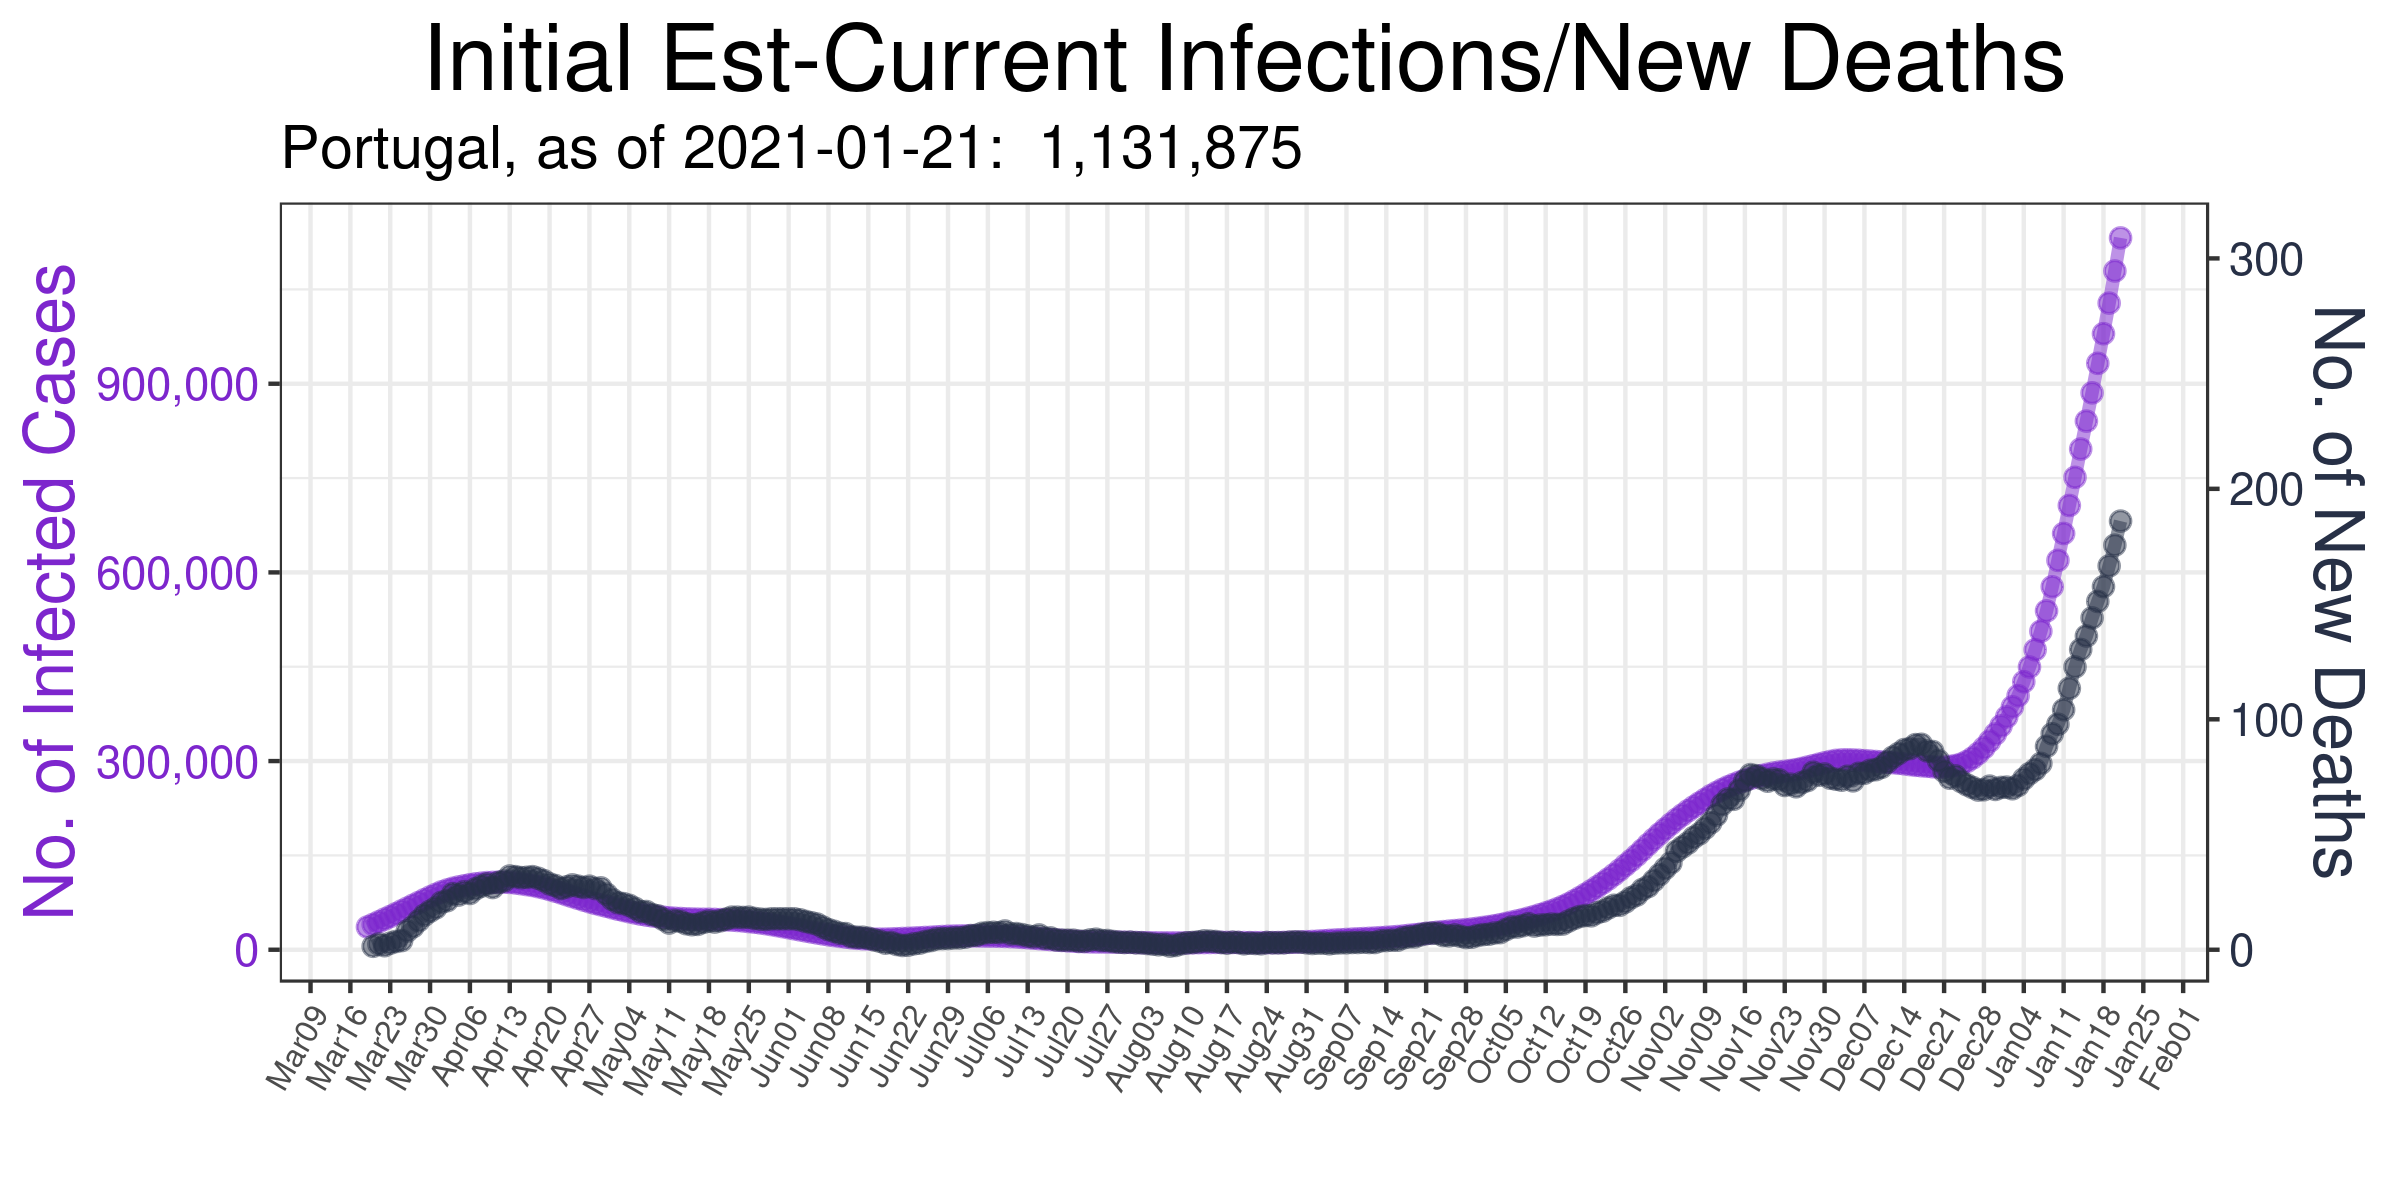 Initial Est-Current Infections/New Deaths
Portugal, as of 2021-01-21:  1,131,875
No. of Infected Cases
900,000
600,000
300,000
0
300
200
100
0
No. of New Deaths
Mar09
Mar16
Mar23
Mar30
Apr06
Apr13
Apr20
Apr27
May04
May11
May18
May25
Jun01
Jun08
Jun15
Jun22
Jun29
Jul06
Jul13
Jul20
Jul27
Aug03
Aug10
Aug17
Aug24
Aug31
Sep07
Sep14
Sep21
Sep28
Oct05
Oct12
Oct19
Oct26
Nov02
Nov09
Nov16
Nov23
Nov30
Dec07
Dec14
Dec21
Dec28
Jan04
Jan11
Jan18
Jan25
Feb01